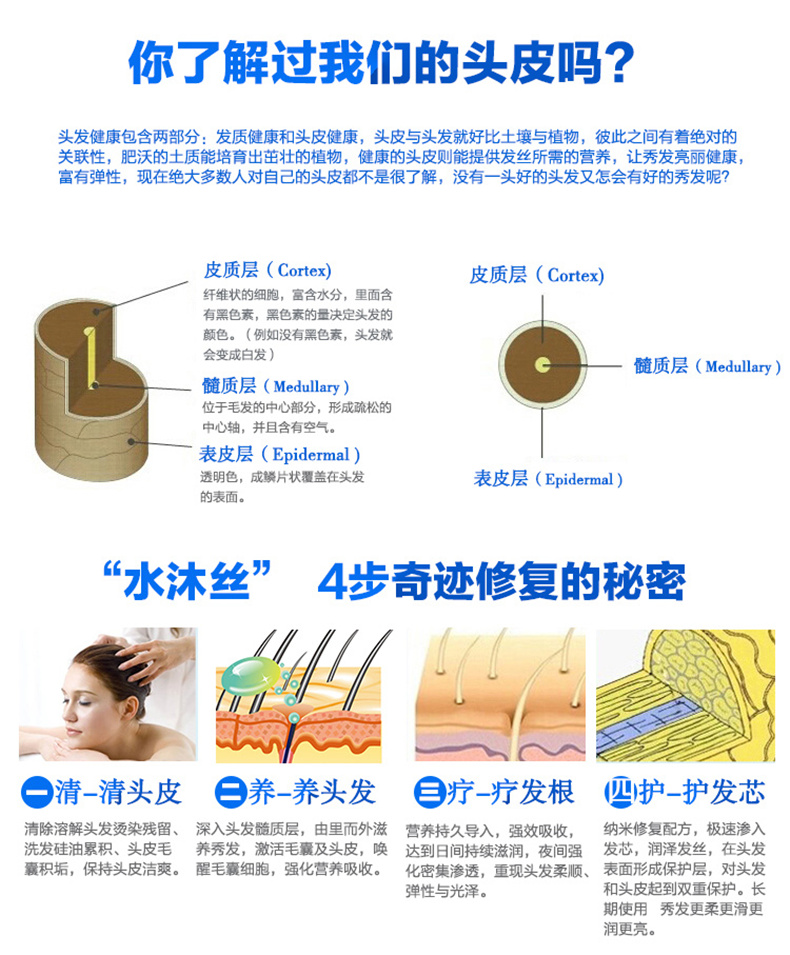 你了解过我们的头皮吗?
头发健康包含两部分：发质健康和头皮健康，头皮与头发就好比土壤与植物，彼此之间有着绝对的
关联性，肥沃的土质能培育出茁壮的植物，健康的头皮则能提供发丝所需的营养，让秀发亮丽健康，
富有弹性，现在绝大多数人对自己的头皮都不是很了解，没有一头好的头发又怎会有好的秀发呢?
皮质层（Cortex)
纤维状的细胞，富含水分，里面含
有黑色素，黑色素的量决定头发的
颜色。（例如没有黑色素，头发就
会变成白发）
髓质层（Medullary）
位于毛发的中心部分，形成疏松的
中心轴，并且含有空气。
表皮层（Epidermal）
透明色，成鳞片状覆盖在头发
的表面。
皮质层（Cortex)
髓质层（Medullary）
表皮层（Epidermal）
“水沐丝” 4步奇迹修复的秘密
一清-清头皮
清除溶解头发烫染残留、
洗发硅油累积、头皮毛
囊积垢，保持头皮洁爽。
二养-养头发
深入头发髓质层，由里而外滋
养秀发，激活毛囊及头皮，唤
醒毛囊细胞，强化营养吸收。
三疗-疗发根
营养持久导入，强效吸收，
达到日间持续滋润，夜间强
化密集渗透，重现头发柔顺、
弹性与光泽。
四护-护发芯
纳米修复配方，极速渗入
发芯，润泽发丝，在头发
表面形成保护层，对头发
和头皮起到双重保护。长
期使用 秀发更柔更滑更
润更亮。